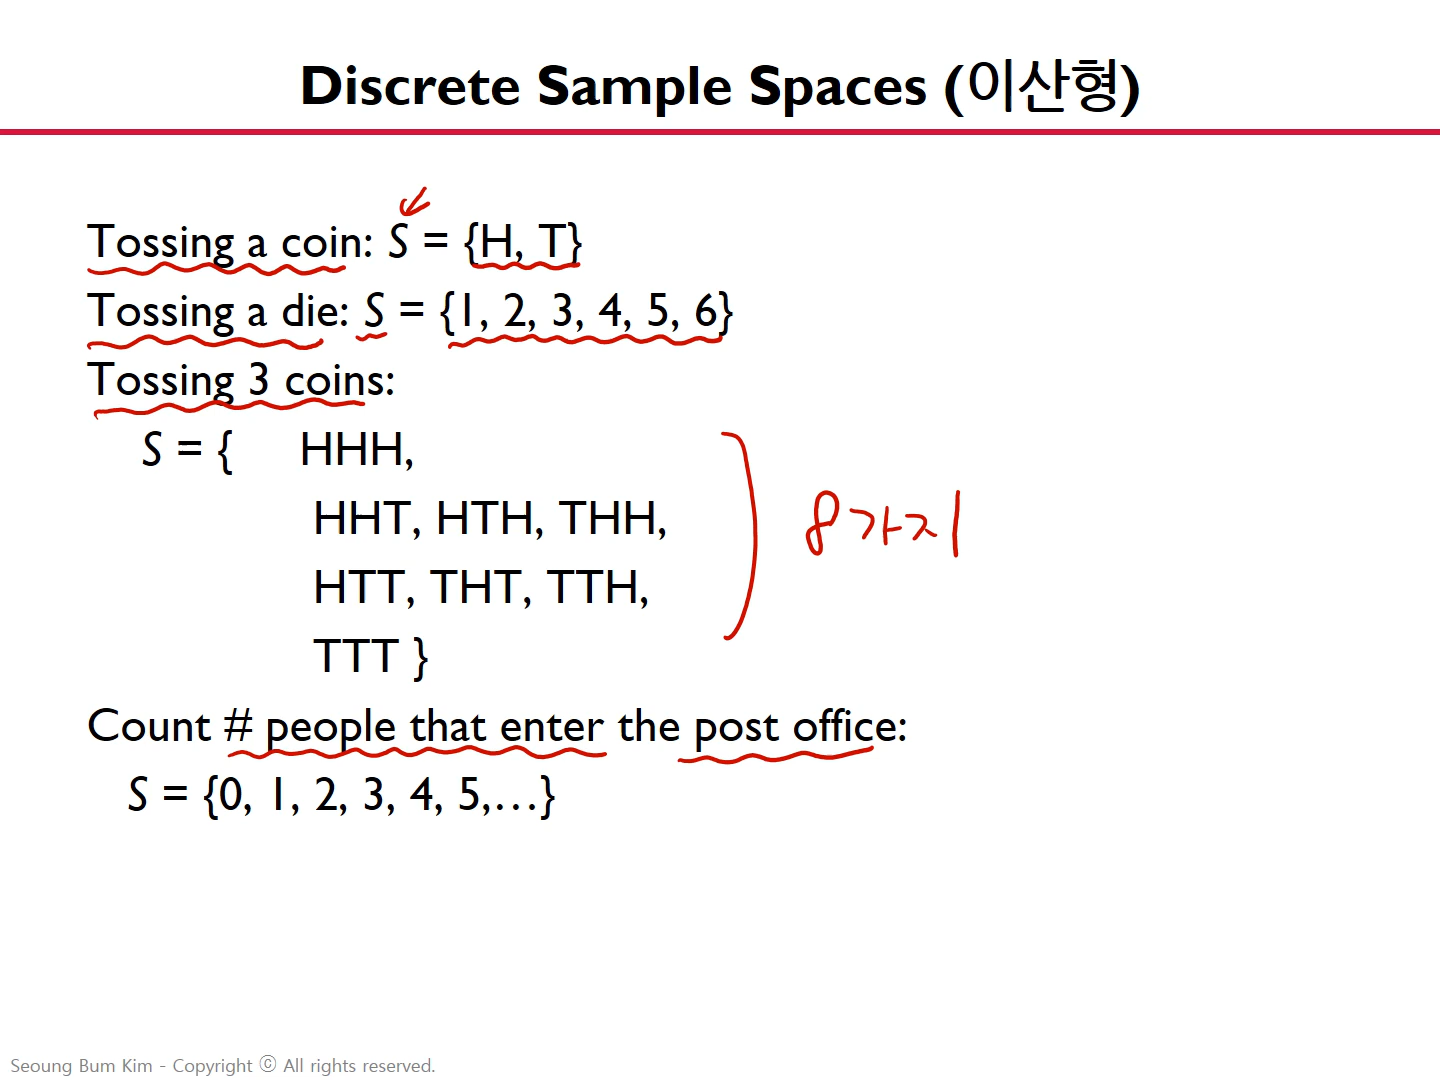 Discrete Sample Spaces (이산형)
Tossing a coin: S = {H, T}
Tossing a die: S = {1, 2, 3, 4, 5, 6}
Tossing 3 coins:
S = { HHH,
HHT, HTH, THH,
HTT, THT, TTH,
TTT }
8가지
Count # people that enter the post office:
S = {0, 1, 2, 3, 4, 5,…}
Seoung Bum Kim - Copyright ⓒ All rights reserved.